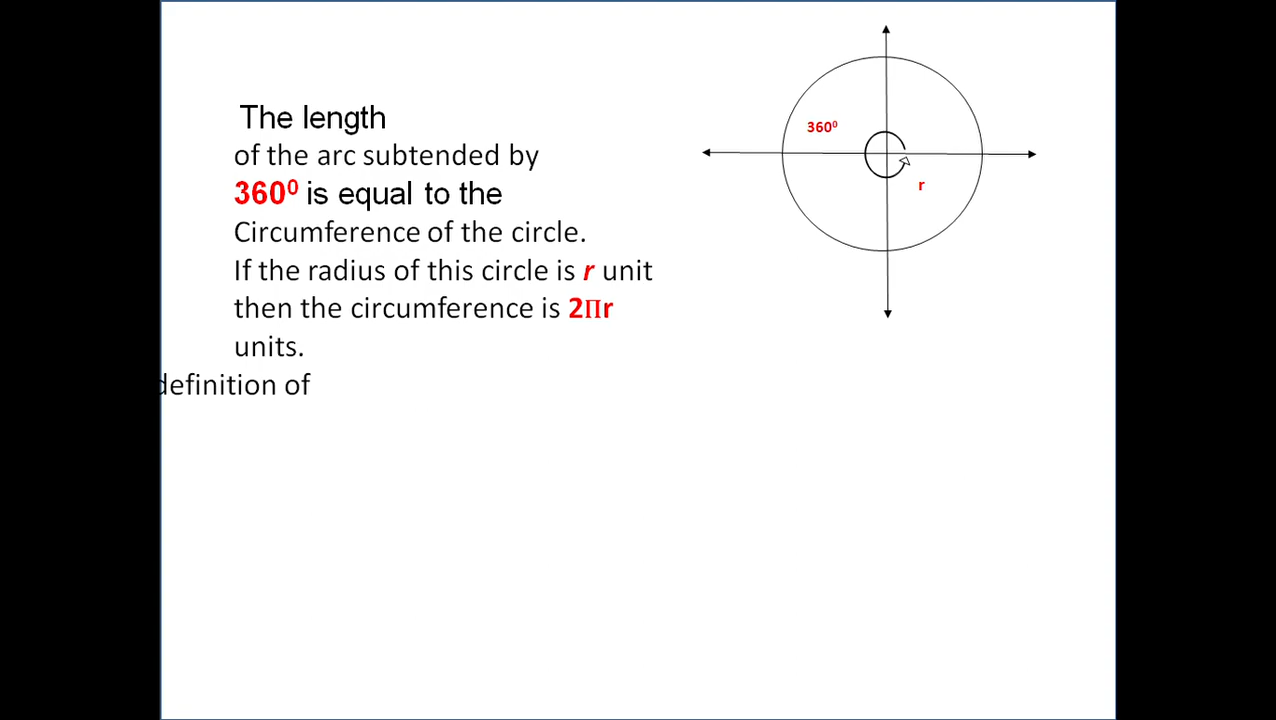 The length
of the arc subtended by
360⁰ is equal to the
Circumference of the circle.
If the radius of this circle is r unit
then the circumference is 2Πr
units.
definition of
360⁰
r